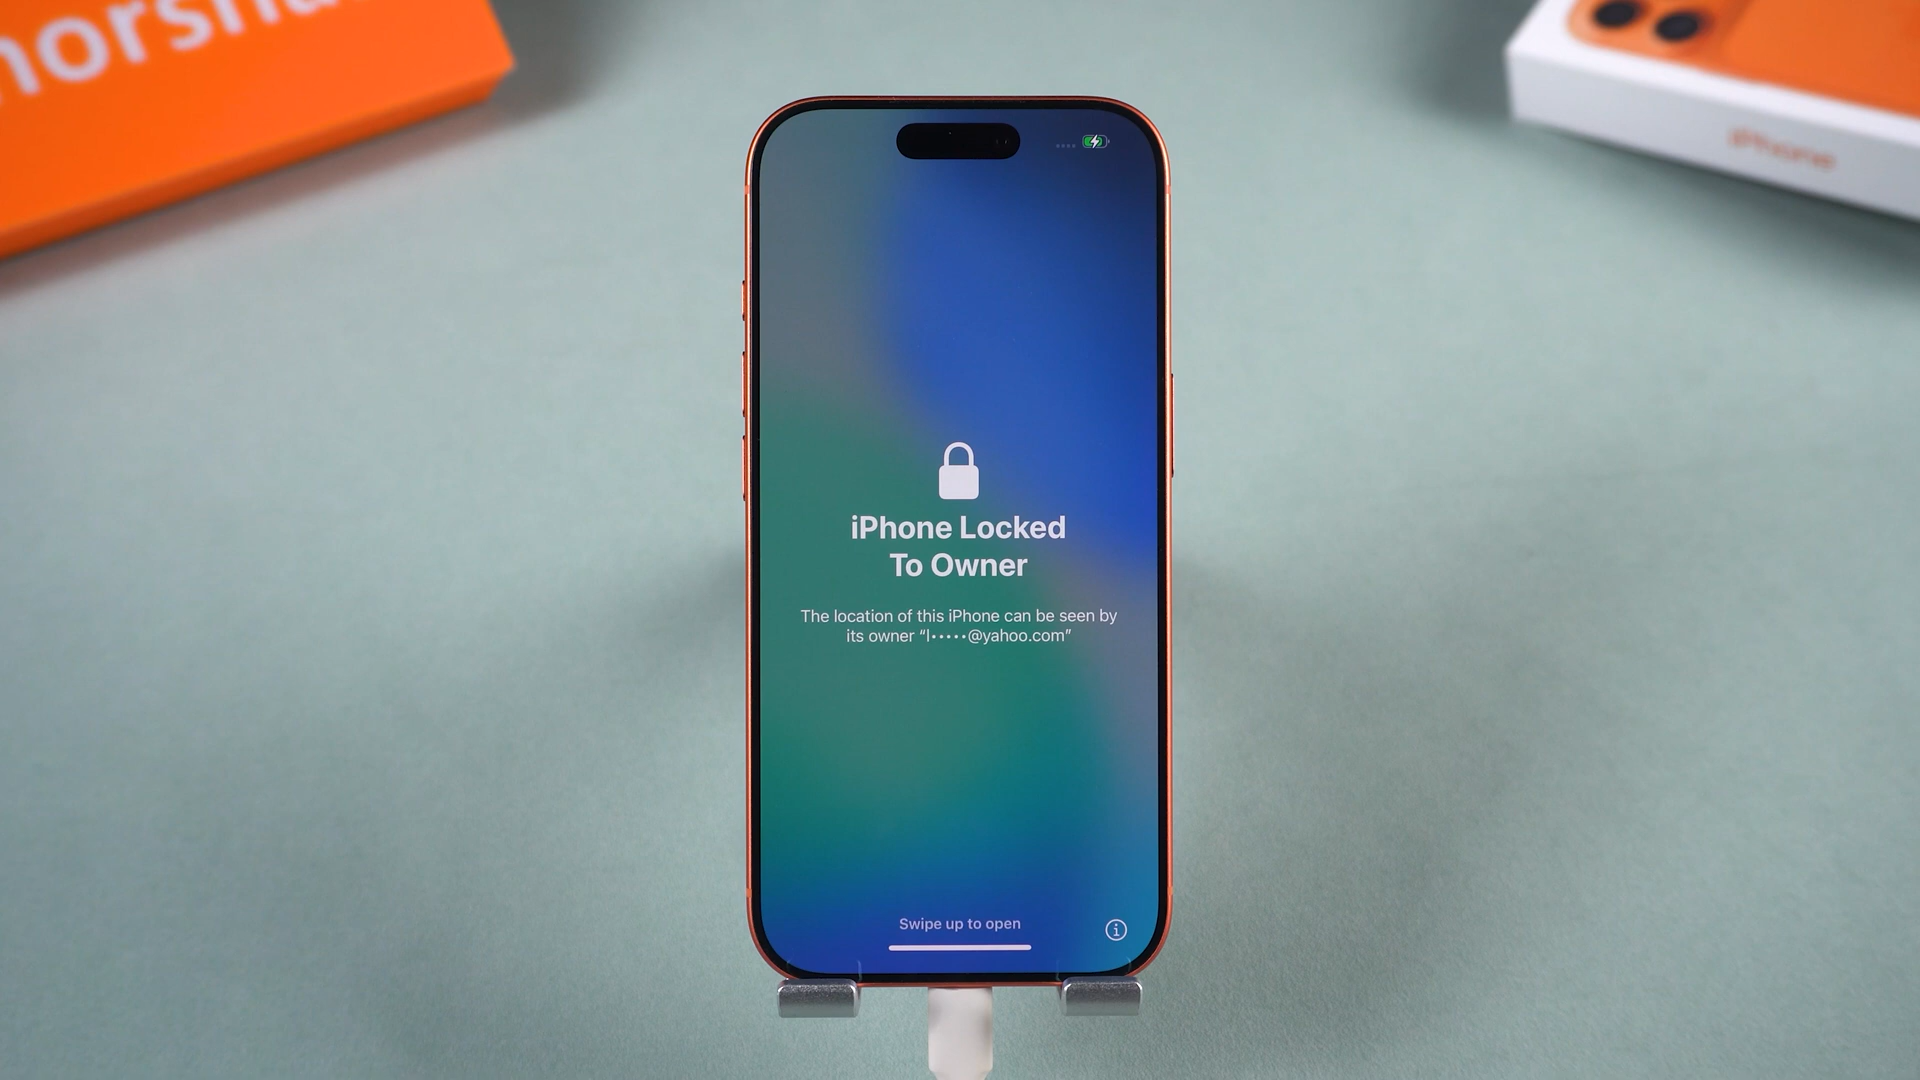 iPhone
iPhone Locked
To Owner
The location of this iPhone can be seen by
its owner “l•••••@yahoo.com”
Swipe up to open